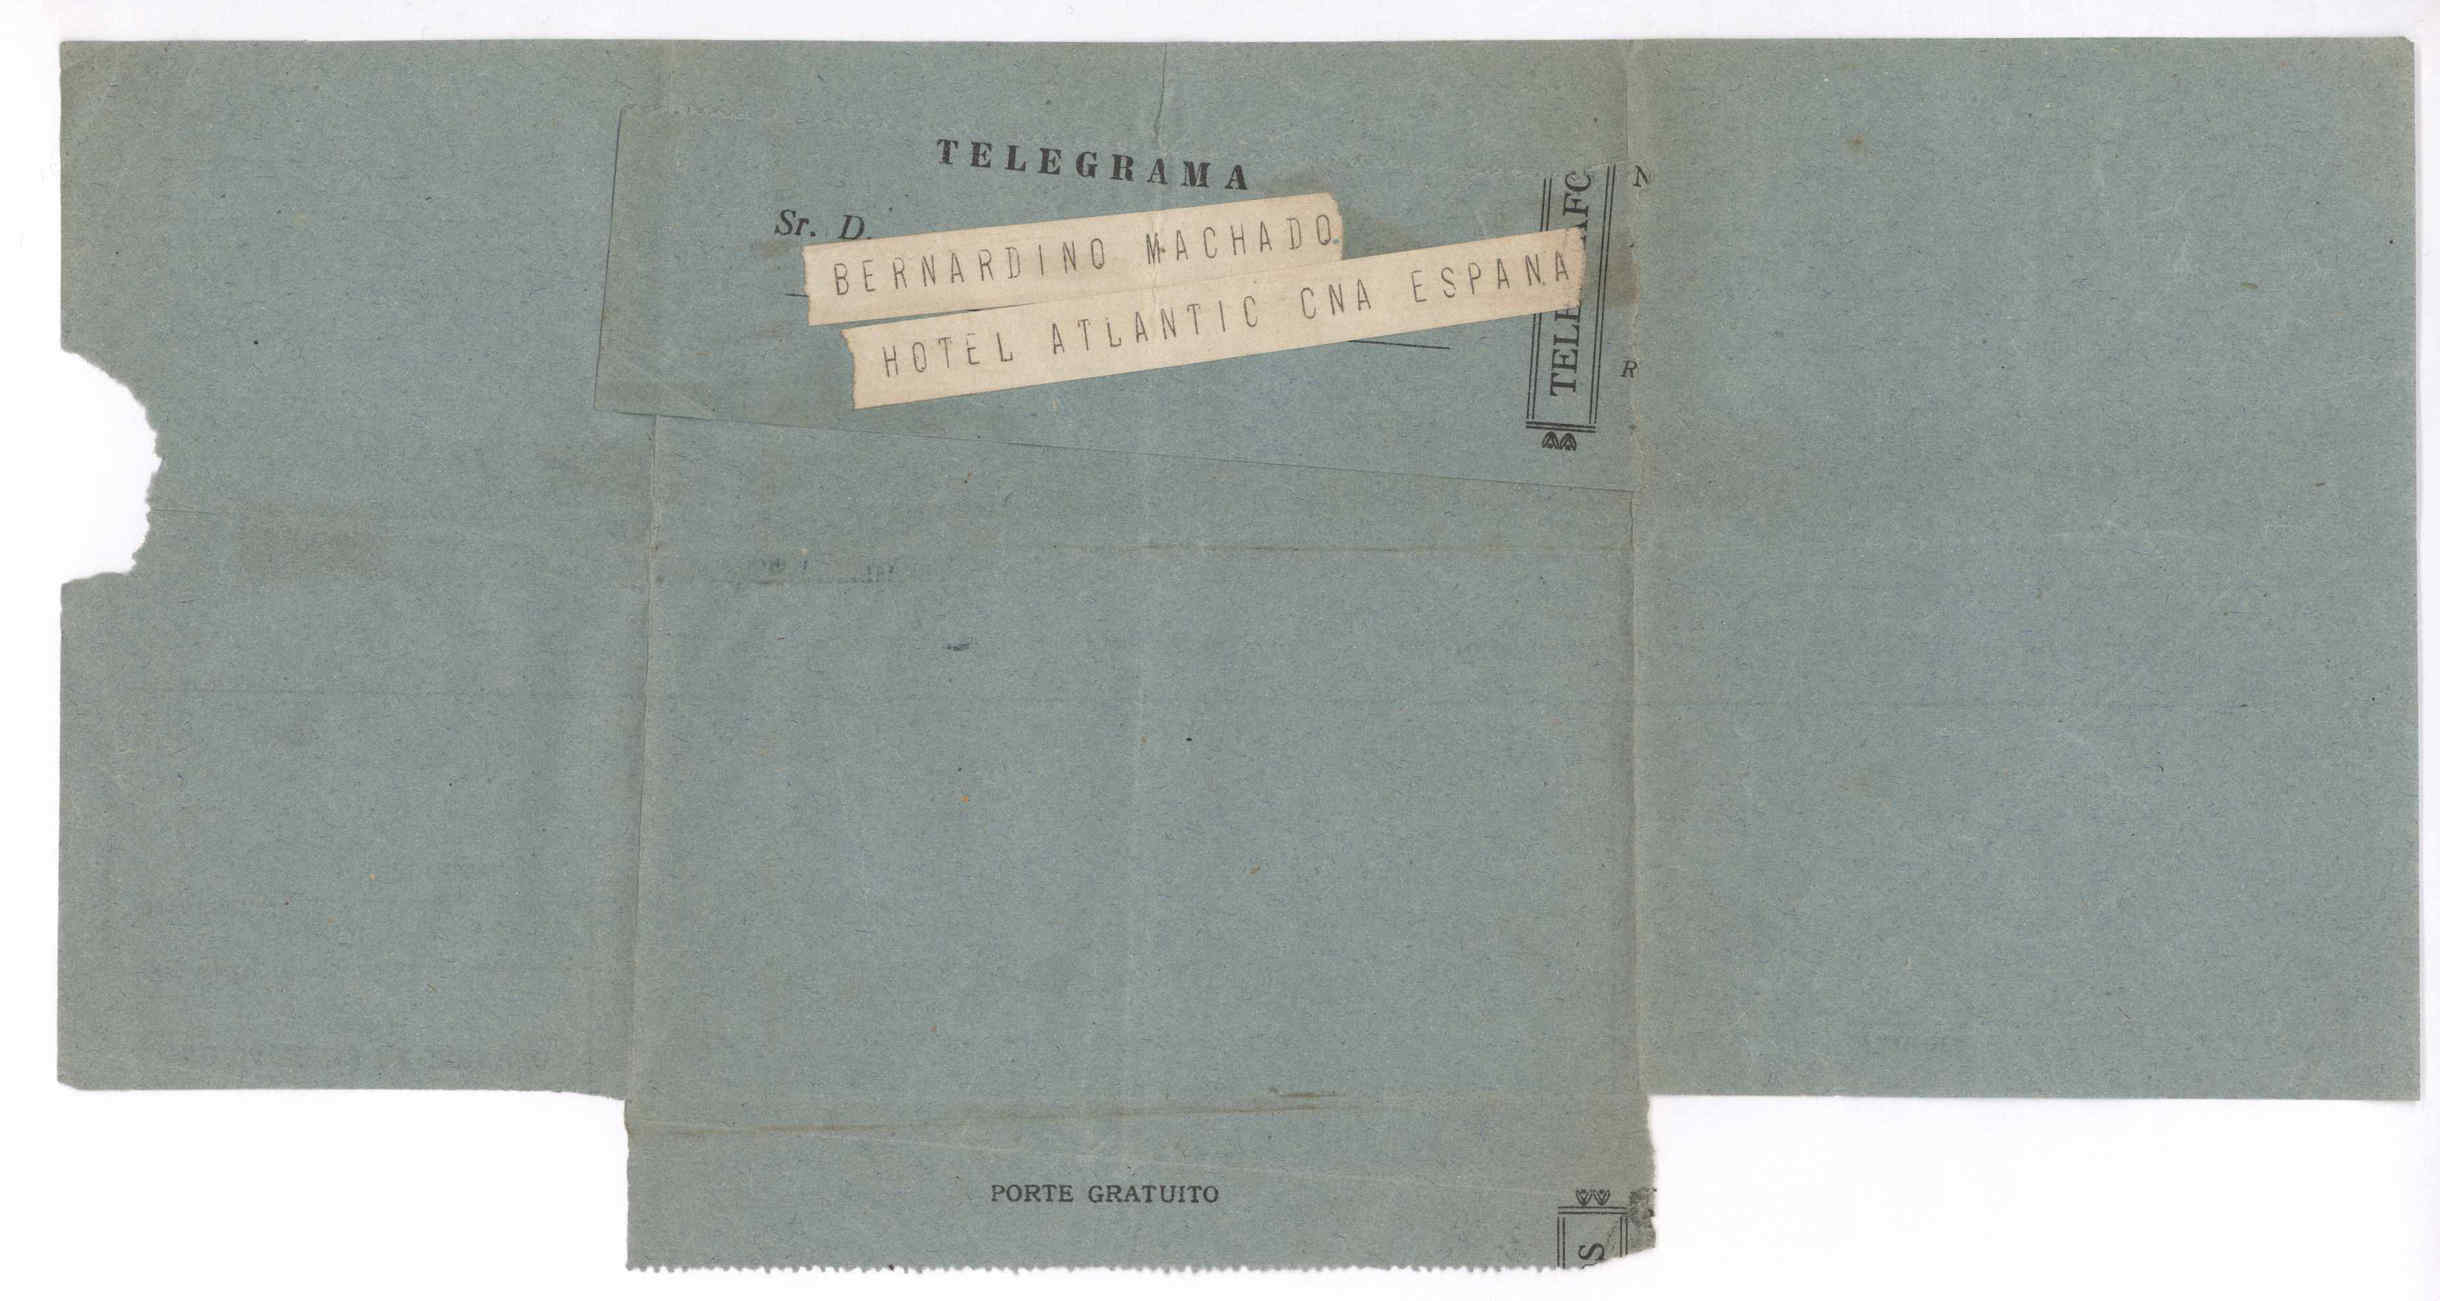 TELEGRAMA
Sr. D.
BERNARDINO MACHADO
HOTEL ATLANTIC CNA ESPANA
N
R
PORTE GRATUITO